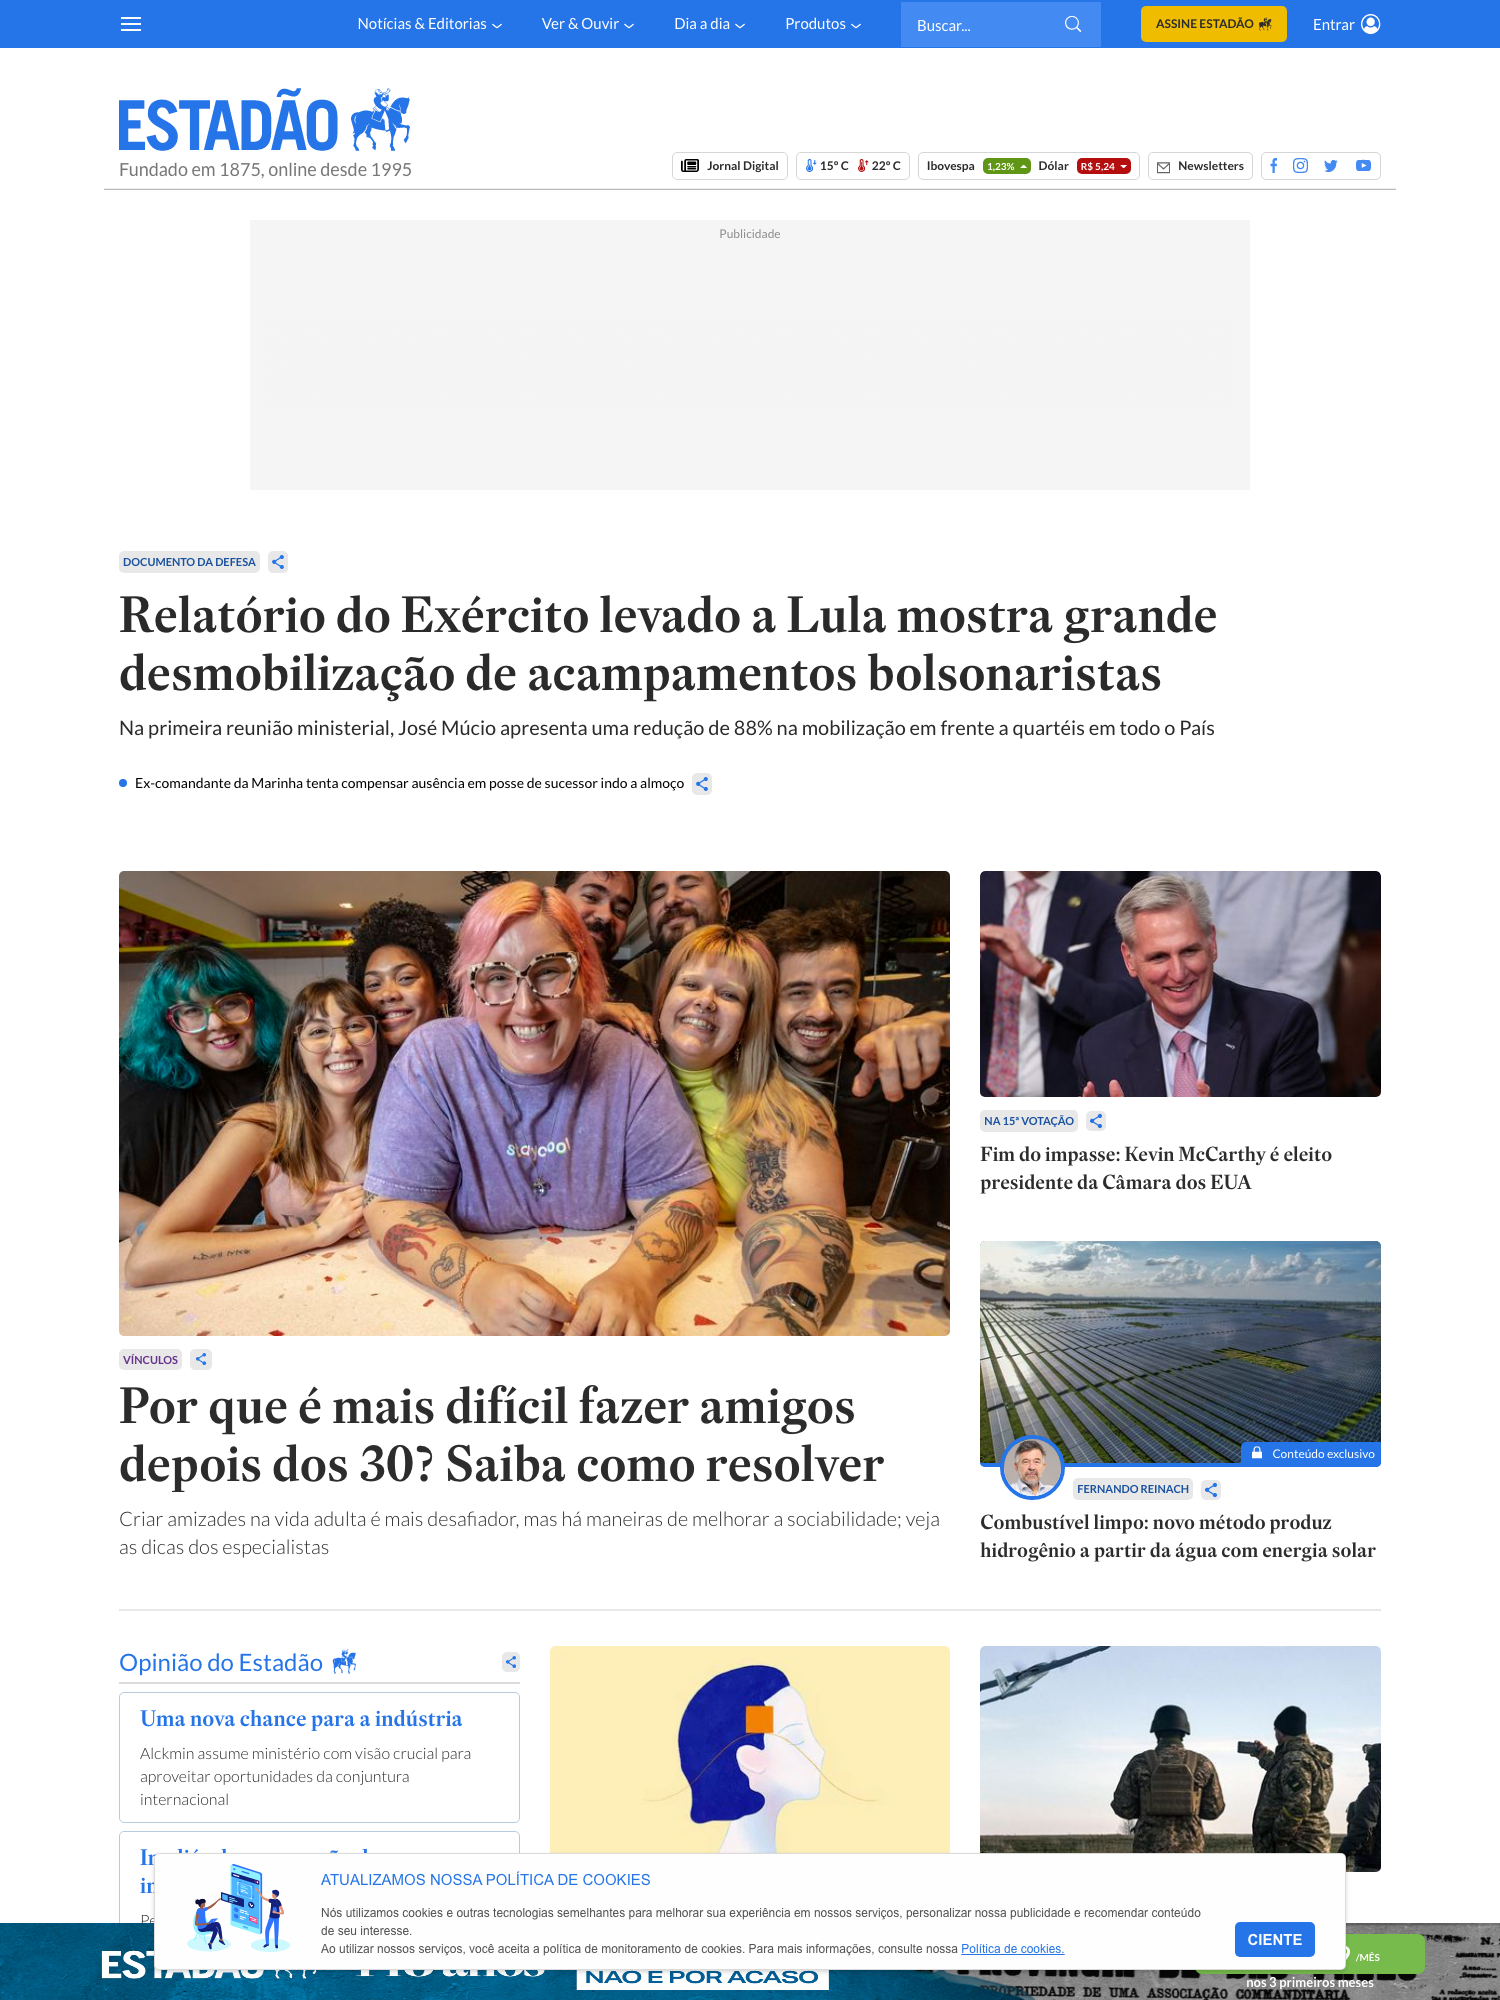 Notícias & Editorias
Ver & Ouvir
Dia a dia
Produtos
Buscar...
ASSINE ESTADÃO
Entrar
ESTADÃO
Fundado em 1875, online desde 1995
Jornal Digital
15º C
22º C
Ibovespa
1,23%
Dólar
R$ 5,24
Newsletters
Publicidade
DOCUMENTO DA DEFESA
Relatório do Exército levado a Lula mostra grande
desmobilização de acampamentos bolsonaristas
Na primeira reunião ministerial, José Múcio apresenta uma redução de 88% na mobilização em frente a quartéis em todo o País
Ex-comandante da Marinha tenta compensar ausência em posse de sucessor indo a almoço
staycool
VÍNCULOS
Por que é mais difícil fazer amigos
depois dos 30? Saiba como resolver
Criar amizades na vida adulta é mais desafiador, mas há maneiras de melhorar a sociabilidade; veja
as dicas dos especialistas
NA 15ª VOTAÇÃO
Fim do impasse: Kevin McCarthy é eleito
presidente da Câmara dos EUA
Conteúdo exclusivo
FERNANDO REINACH
Combustível limpo: novo método produz
hidrogênio a partir da água com energia solar
Opinião do Estadão
Uma nova chance para a indústria
Alckmin assume ministério com visão crucial para
aproveitar oportunidades da conjuntura
internacional
ATUALIZAMOS NOSSA POLÍTICA DE COOKIES
Nós utilizamos cookies e outras tecnologias semelhantes para melhorar sua experiência em nossos serviços, personalizar nossa publicidade e recomendar conteúdo
de seu interesse.
Ao utilizar nossos serviços, você aceita a política de monitoramento de cookies. Para mais informações, consulte nossa Política de cookies.
CIENTE
NÃO É POR ACASO
/MÊS
nos 3 primeiros meses
DE UMA ASSOCIAÇÃO COMMANDITARIA